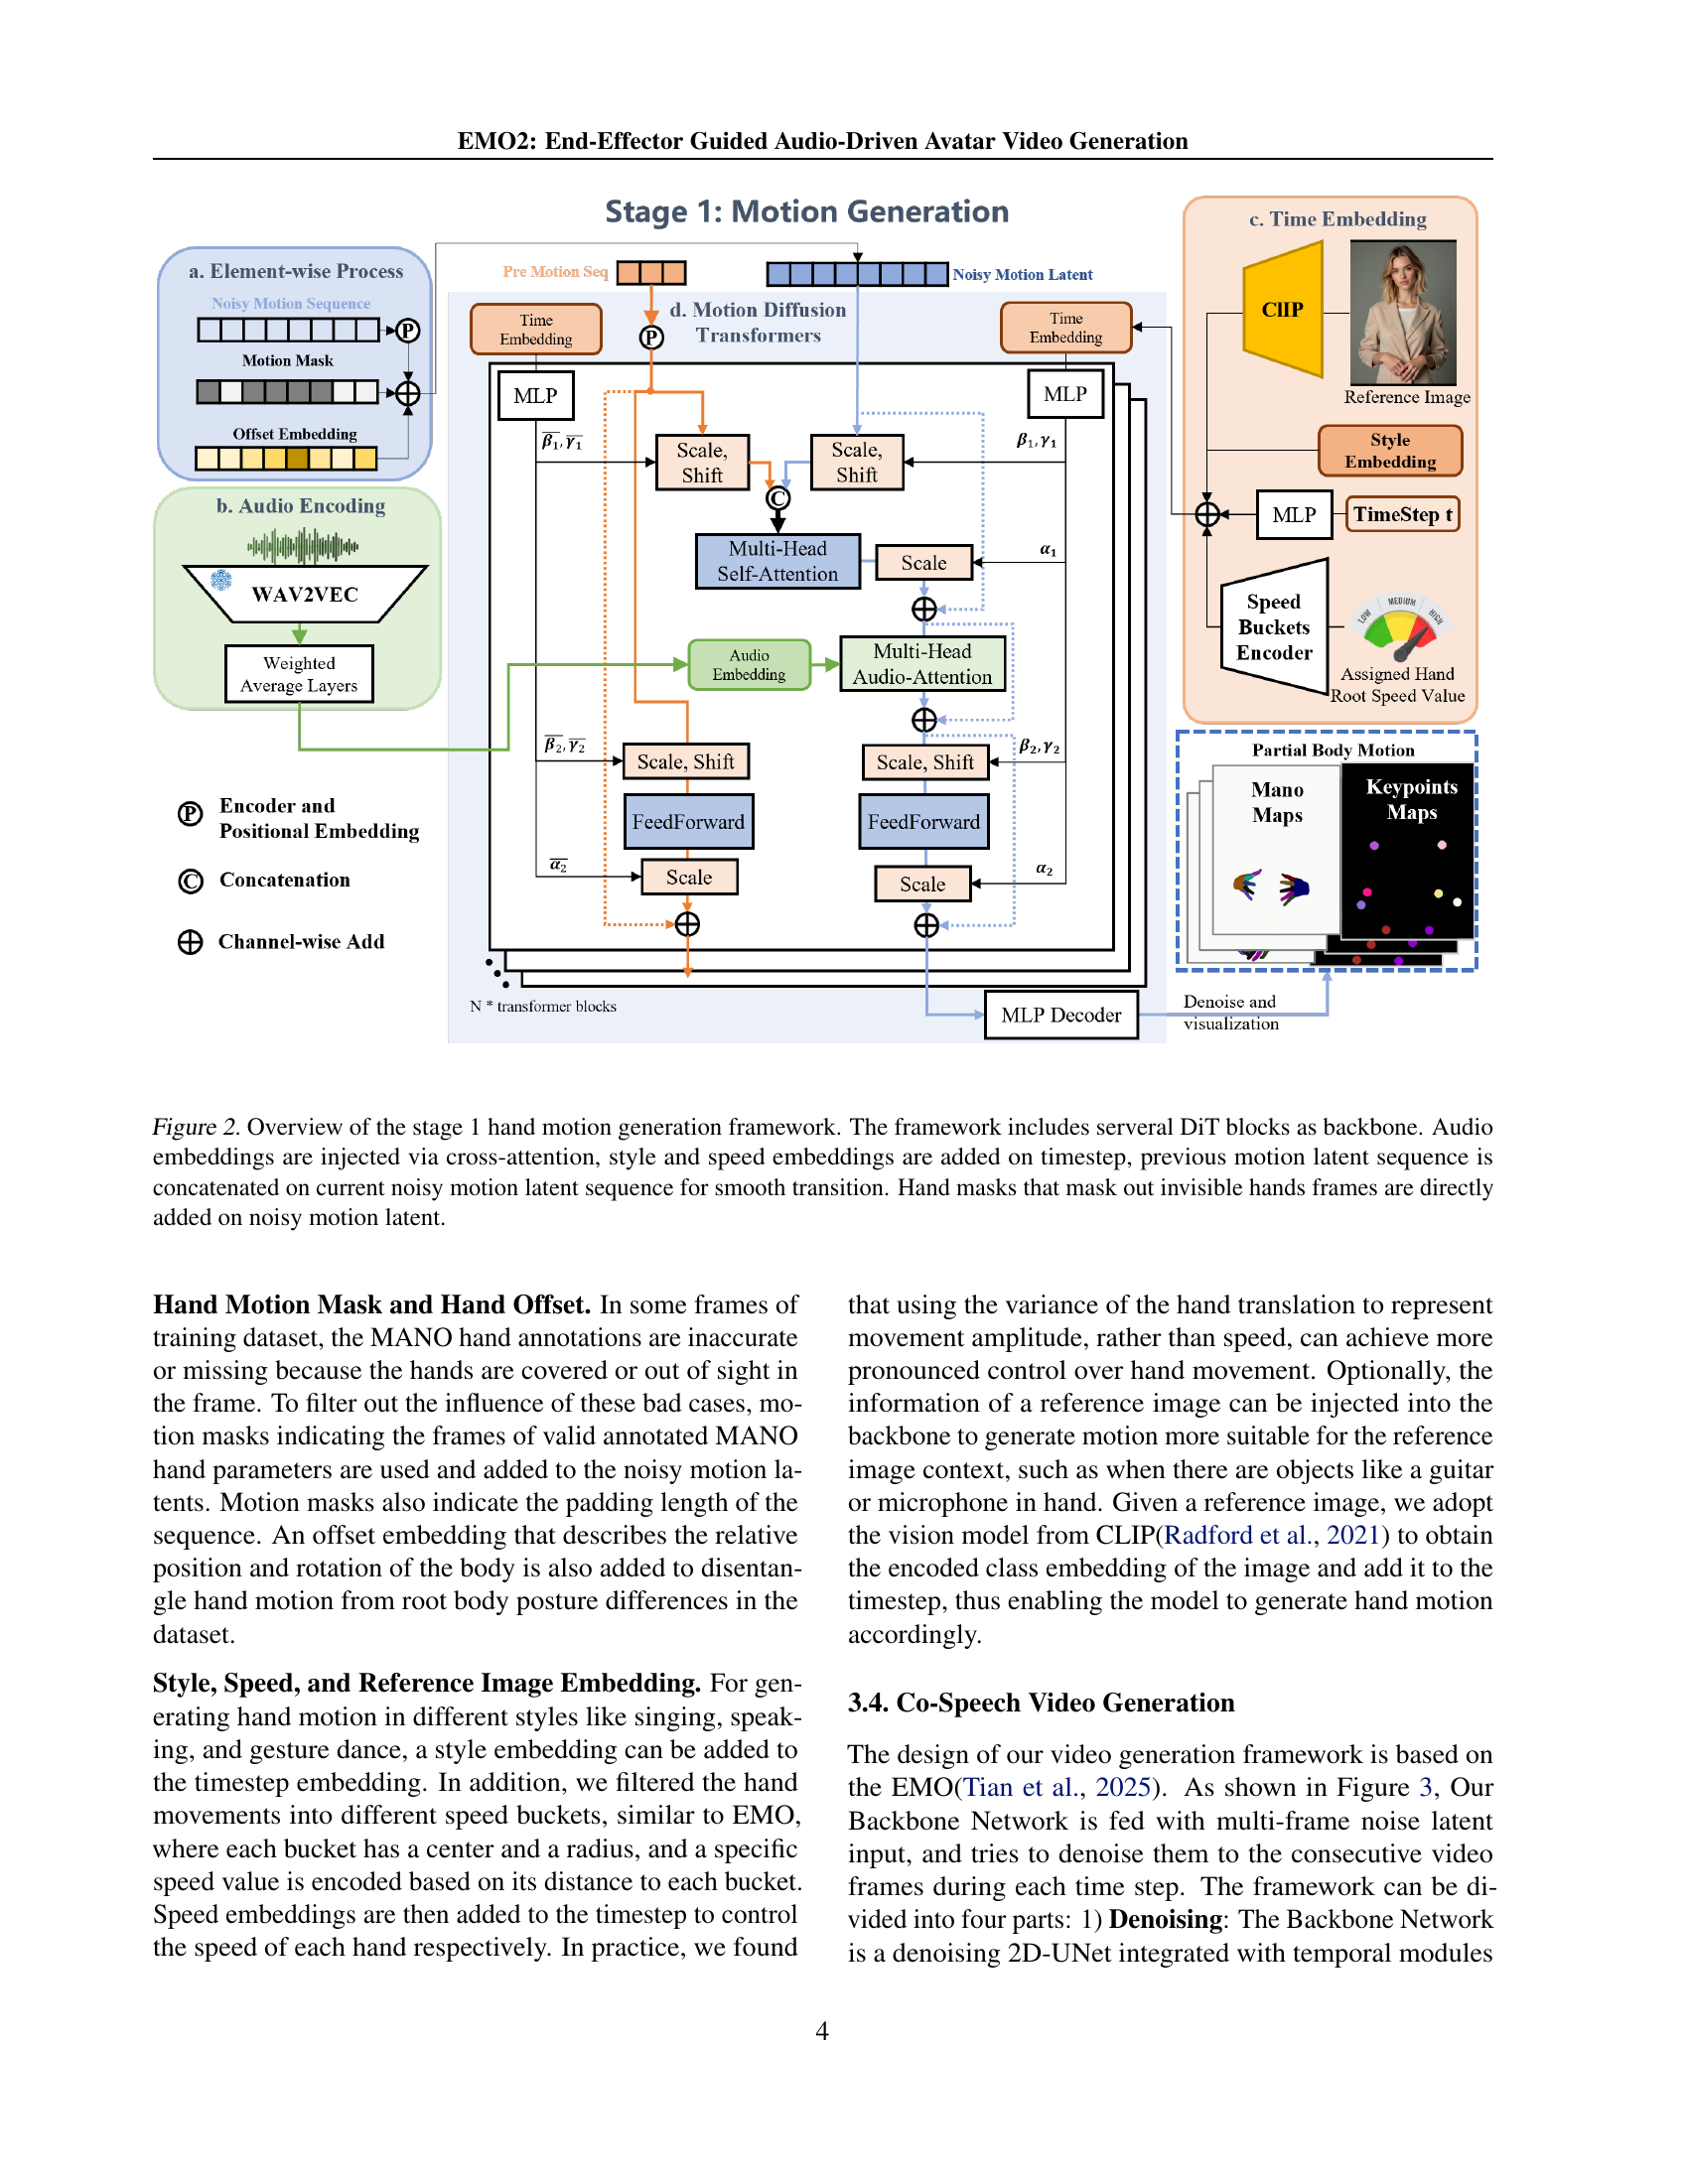 EMO2: End-Effector Guided Audio-Driven Avatar Video Generation
Stage 1: Motion Generation
a. Element-wise Process
Noisy Motion Sequence
P
Motion Mask
Offset Embedding
b. Audio Encoding
WAV2VEC
Weighted
Average Layers
P Encoder and
Positional Embedding
C Concatenation
Channel-wise Add
Pre Motion Seq
Noisy Motion Latent
d. Motion Diffusion
Transformers
Time
Embedding
P
Time
Embedding
MLP
MLP
β̅₁, γ̅₁
Scale,
Shift
Scale,
Shift
β₁, γ₁
C
Multi-Head
Self-Attention
Scale
α₁
Audio
Embedding
Multi-Head
Audio-Attention
β̅₂, γ̅₂
Scale, Shift
Scale, Shift
β₂, γ₂
FeedForward
FeedForward
α̅₂
Scale
Scale
α₂
N * transformer blocks
MLP Decoder
c. Time Embedding
ClIP
Reference Image
Style
Embedding
MLP
TimeStep t
Speed
Buckets
Encoder
LOW
MEDIUM
HIGH
Assigned Hand
Root Speed Value
Partial Body Motion
Mano
Maps
Keypoints
Maps
Denoise and
visualization
Figure 2. Overview of the stage 1 hand motion generation framework. The framework includes serveral DiT blocks as backbone. Audio
embeddings are injected via cross-attention, style and speed embeddings are added on timestep, previous motion latent sequence is
concatenated on current noisy motion latent sequence for smooth transition. Hand masks that mask out invisible hands frames are directly
added on noisy motion latent.
Hand Motion Mask and Hand Offset. In some frames of
training dataset, the MANO hand annotations are inaccurate
or missing because the hands are covered or out of sight in
the frame. To filter out the influence of these bad cases, mo-
tion masks indicating the frames of valid annotated MANO
hand parameters are used and added to the noisy motion la-
tents. Motion masks also indicate the padding length of the
sequence. An offset embedding that describes the relative
position and rotation of the body is also added to disentan-
gle hand motion from root body posture differences in the
dataset.
Style, Speed, and Reference Image Embedding. For gen-
erating hand motion in different styles like singing, speak-
ing, and gesture dance, a style embedding can be added to
the timestep embedding. In addition, we filtered the hand
movements into different speed buckets, similar to EMO,
where each bucket has a center and a radius, and a specific
speed value is encoded based on its distance to each bucket.
Speed embeddings are then added to the timestep to control
the speed of each hand respectively. In practice, we found
that using the variance of the hand translation to represent
movement amplitude, rather than speed, can achieve more
pronounced control over hand movement. Optionally, the
information of a reference image can be injected into the
backbone to generate motion more suitable for the reference
image context, such as when there are objects like a guitar
or microphone in hand. Given a reference image, we adopt
the vision model from CLIP(Radford et al., 2021) to obtain
the encoded class embedding of the image and add it to the
timestep, thus enabling the model to generate hand motion
accordingly.
3.4. Co-Speech Video Generation
The design of our video generation framework is based on
the EMO(Tian et al., 2025). As shown in Figure 3, Our
Backbone Network is fed with multi-frame noise latent
input, and tries to denoise them to the consecutive video
frames during each time step. The framework can be di-
vided into four parts: 1) Denoising: The Backbone Network
is a denoising 2D-UNet integrated with temporal modules
4